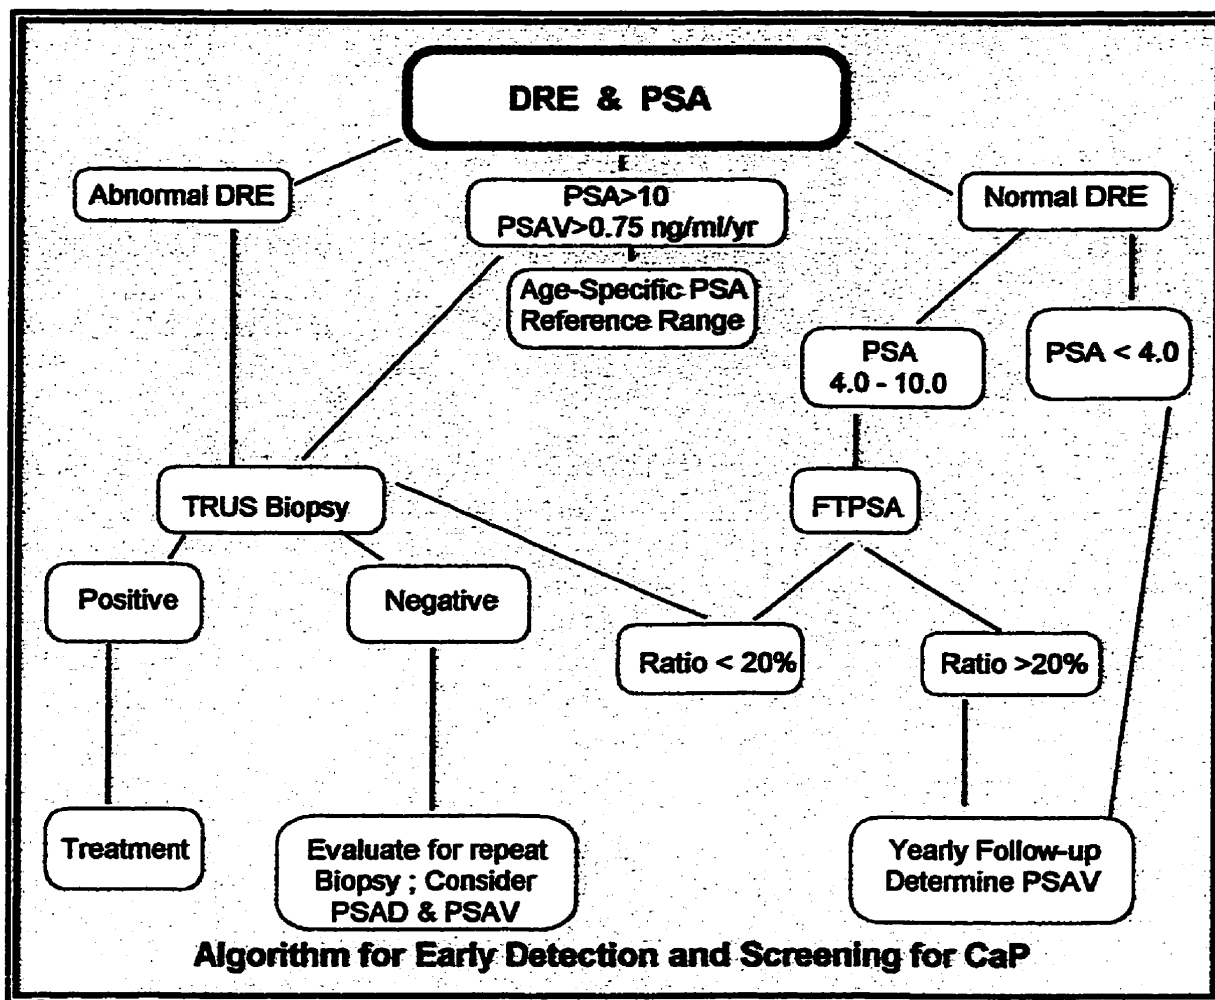 DRE & PSA
Abnormal DRE
PSA>10
PSAV>0.75 ng/ml/yr
Normal DRE
Age-Specific PSA
Reference Range
PSA
4.0 - 10.0
PSA < 4.0
TRUS Biopsy
FTPSA
Positive
Negative
Ratio < 20%
Ratio >20%
Treatment
Evaluate for repeat
Biopsy ; Consider
PSAD & PSAV
Yearly Follow-up
Determine PSAV
Algorithm for Early Detection and Screening for CaP